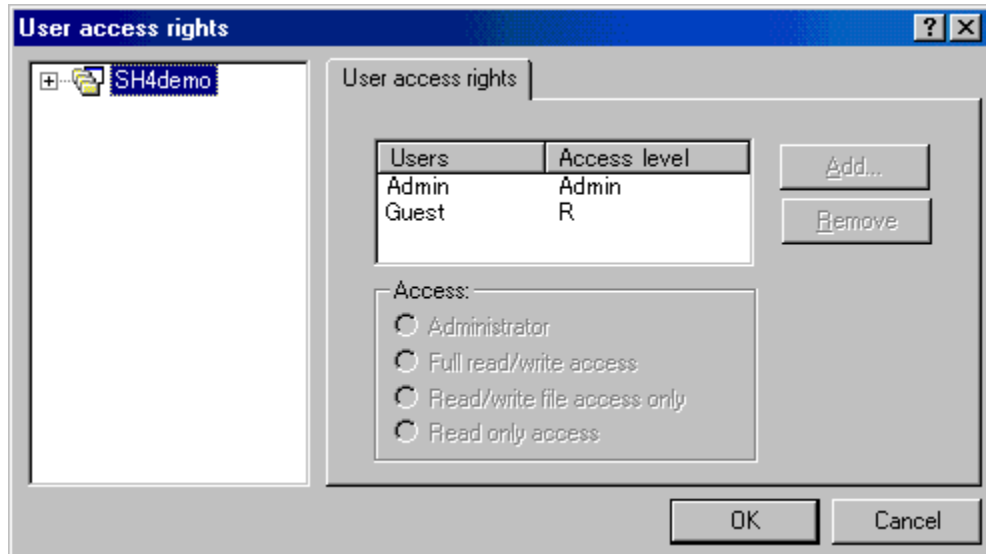 User access rights
SH4demo
User access rights
Users Access level
Admin Admin
Guest R
Add...
Remove
Access:
Administrator
Full read/write access
Read/write file access only
Read only access
OK Cancel